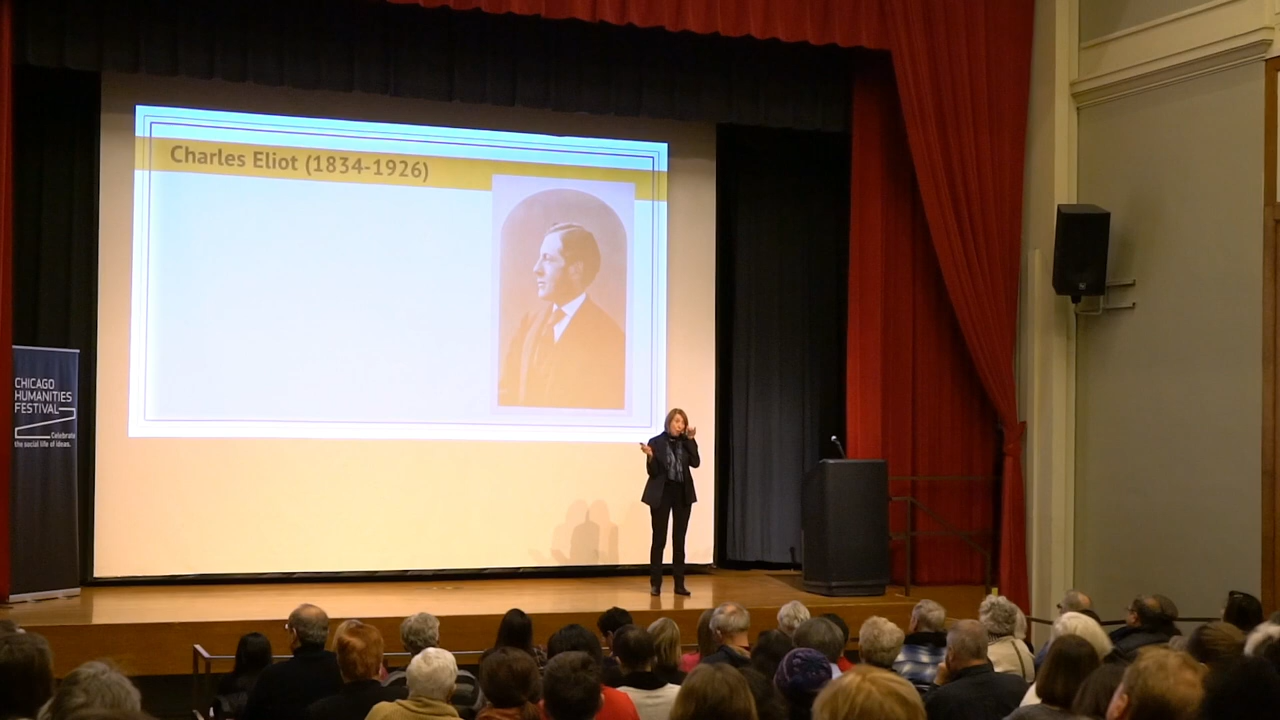 Charles Eliot (1834-1926)
CHICAGO
HUMANITIES
FESTIVAL
Celebrate
the social life of ideas.